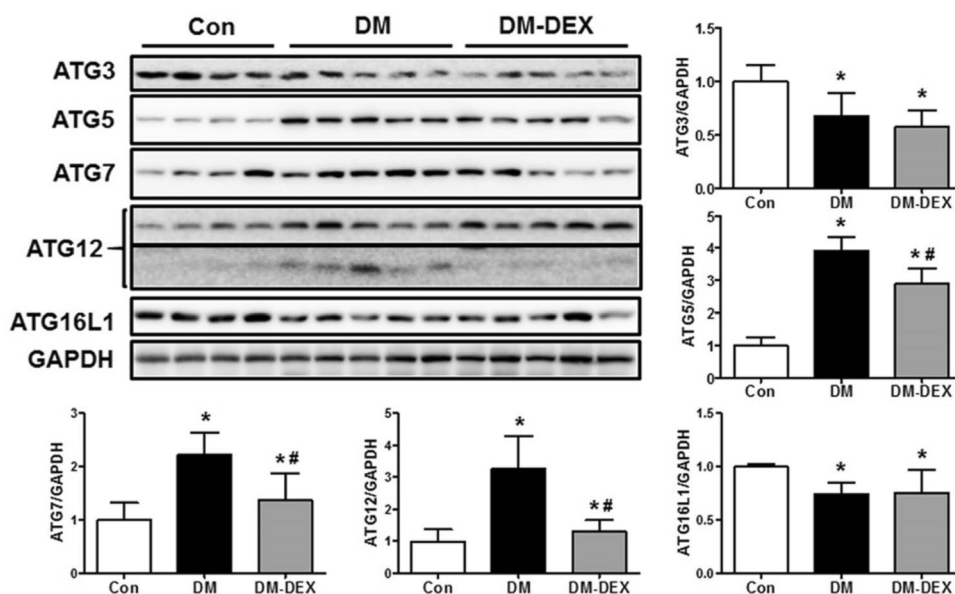 Con DM DM-DEX
ATG3
ATG5
ATG7
ATG12
ATG16L1
GAPDH
ATG3/GAPDH
1.5
1.0
0.5
0.0
* *
Con DM DM-DEX
ATG5/GAPDH
5
4
3
2
1
0
* * #
Con DM DM-DEX
ATG7/GAPDH
3
2
1
0
* * #
Con DM DM-DEX
ATG12/GAPDH
5
4
3
2
1
0
* * #
Con DM DM-DEX
ATG16L1/GAPDH
1.5
1.0
0.5
0.0
* *
Con DM DM-DEX